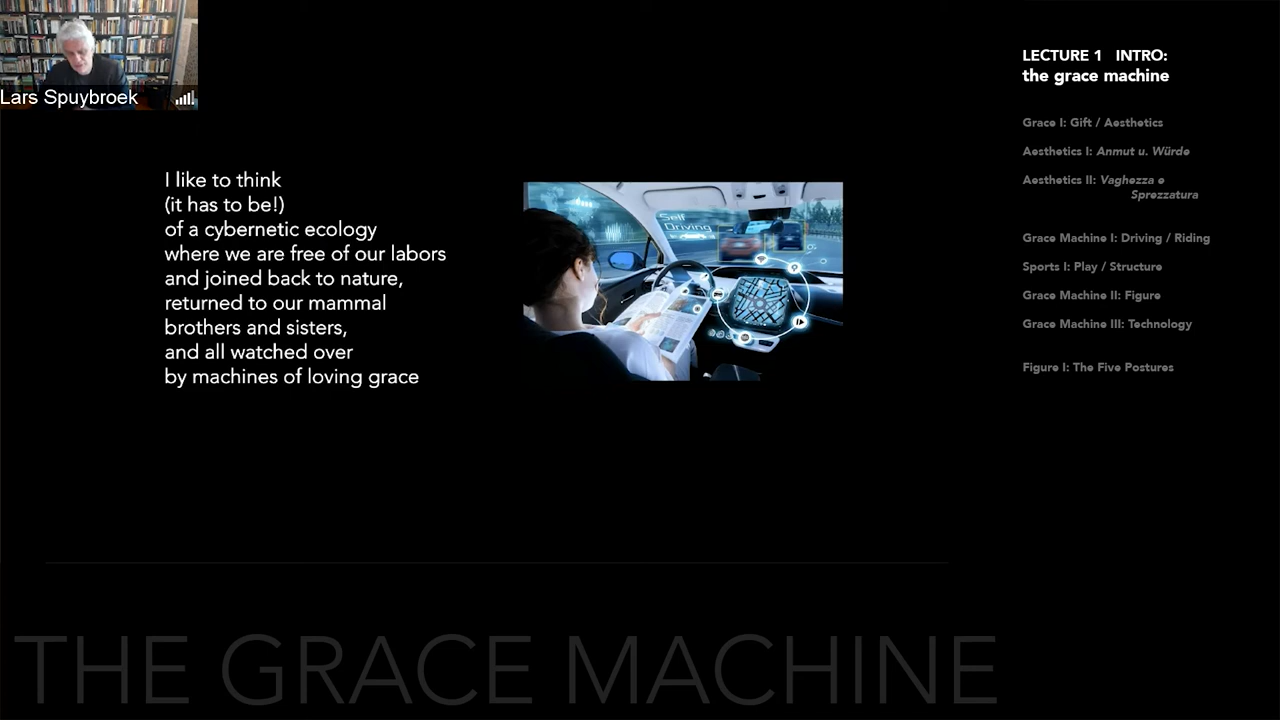 Lars Spuybroek
I like to think
(it has to be!)
of a cybernetic ecology
where we are free of our labors
and joined back to nature,
returned to our mammal
brothers and sisters,
and all watched over
by machines of loving grace
Self
Driving
LECTURE 1 INTRO:
the grace machine
Grace I: Gift / Aesthetics
Aesthetics I: Anmut u. Würde
Aesthetics II: Vaghezza e
Sprezzatura
Grace Machine I: Driving / Riding
Sports I: Play / Structure
Grace Machine II: Figure
Grace Machine III: Technology
Figure I: The Five Postures
THE GRACE MACHINE